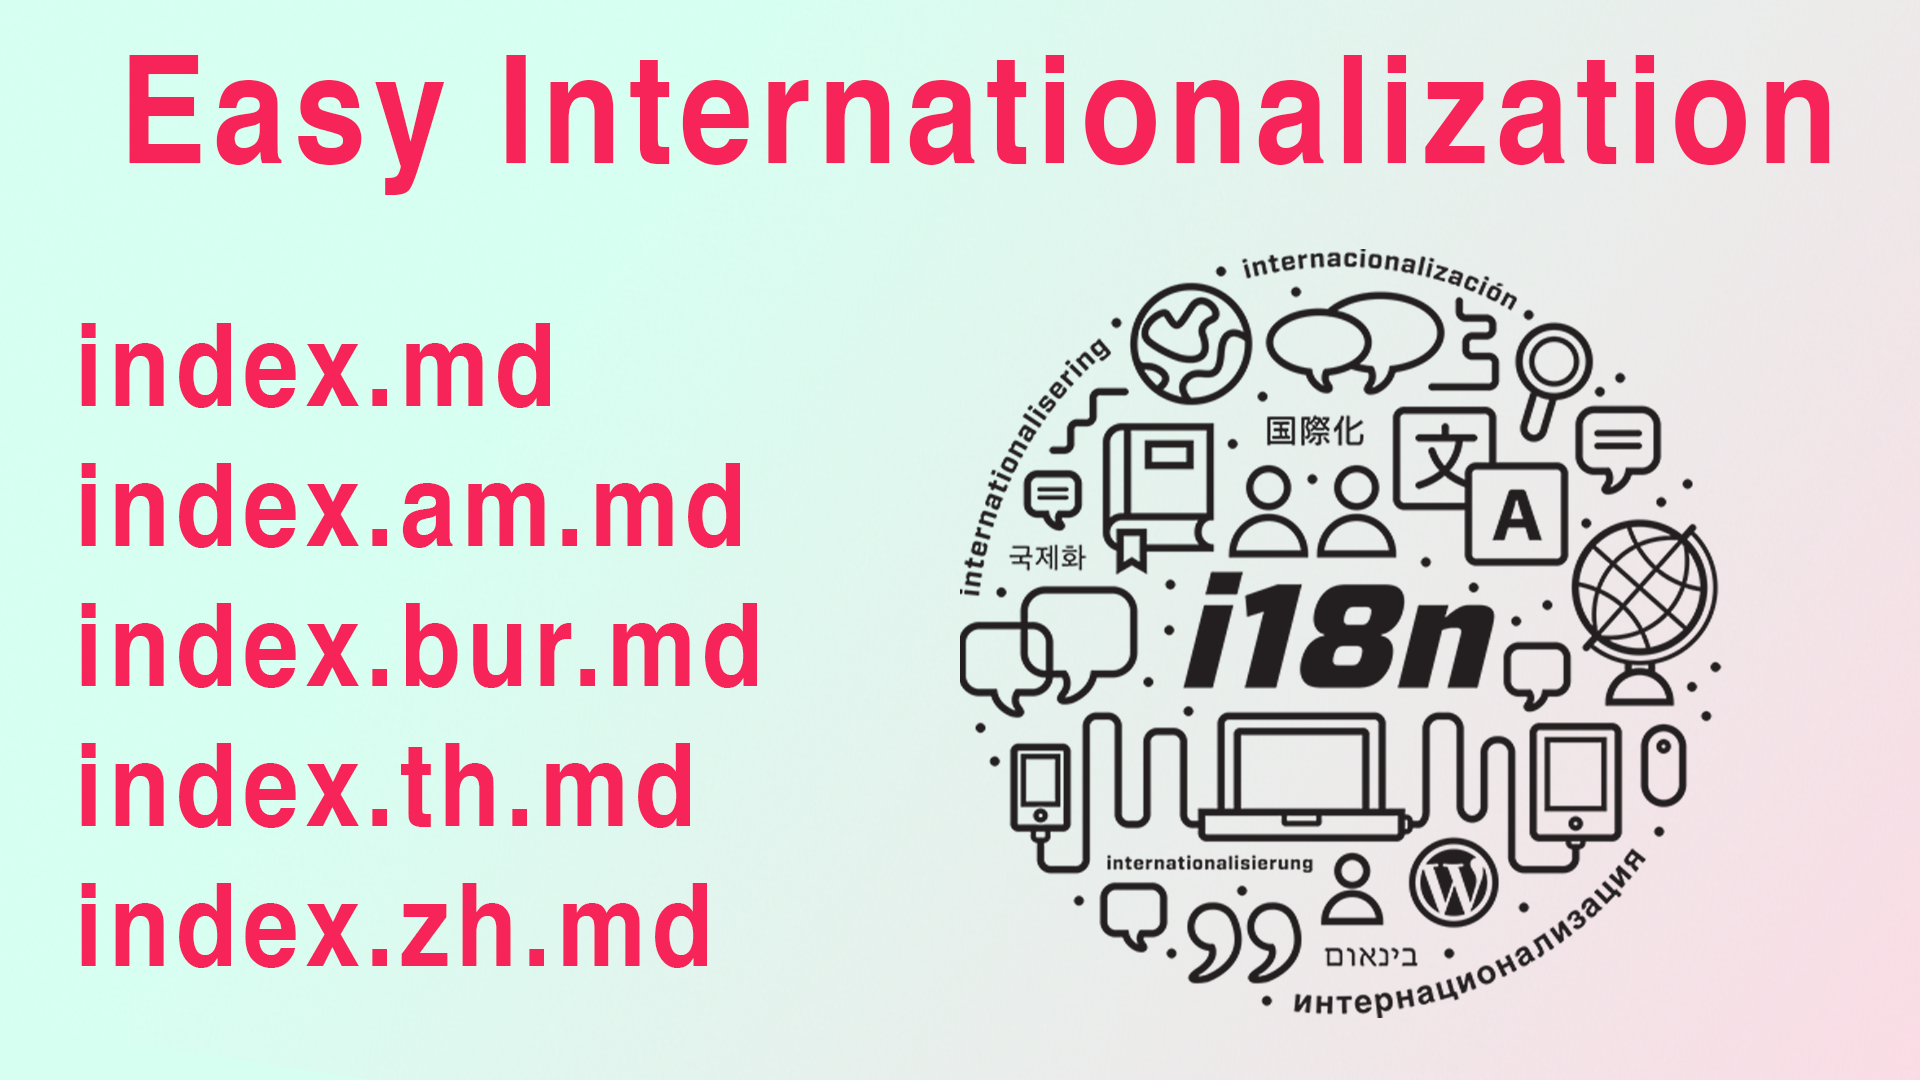 Easy Internationalization
index.md
index.am.md
index.bur.md
index.th.md
index.zh.md
internacionalización
internationalisering
国際化
文
A
국제화
i18n
internationalisierung
W
בינאום
интернационализация